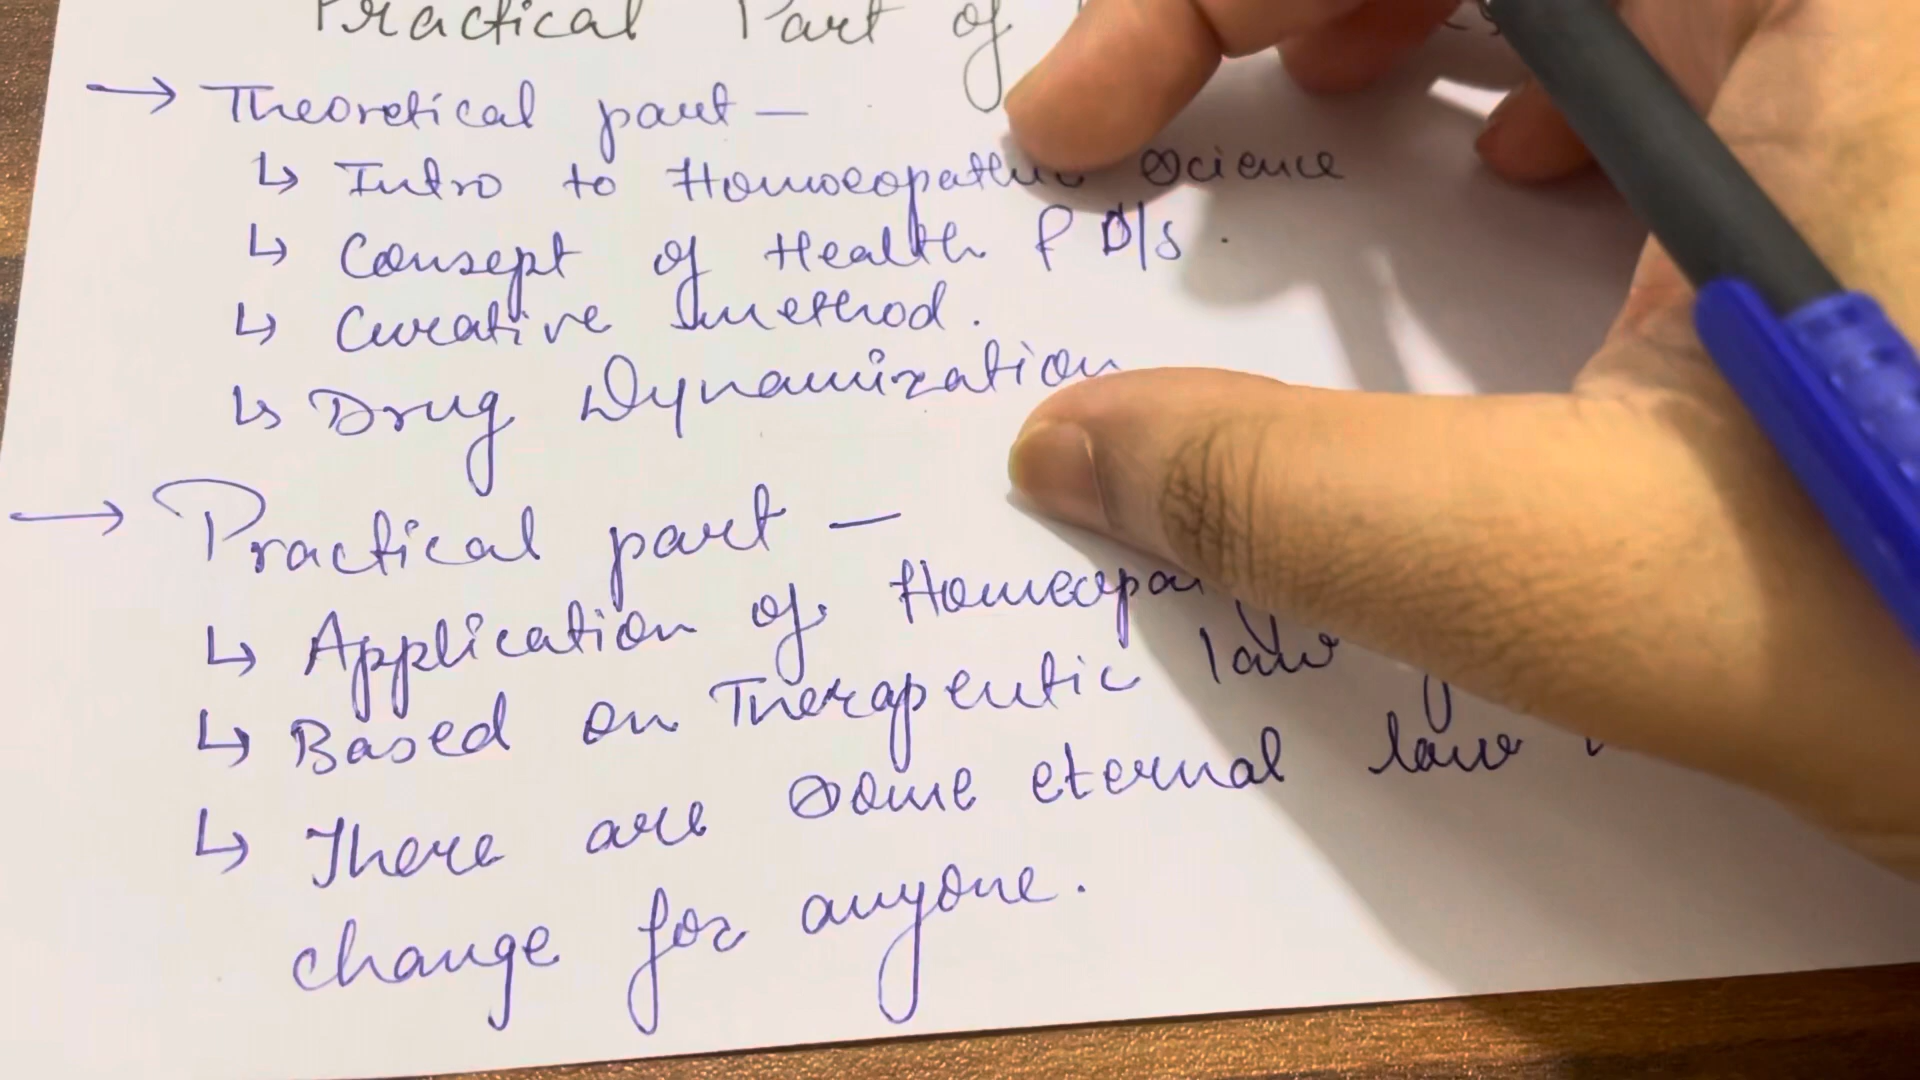 Practical Part of
→ Theoretical part —
↳ Intro to Homoeopathic Science
↳ Consept of Health & D/s.
↳ Curative method.
↳ Drug Dynamization
→ Practical part —
↳ Application of
↳ Based on Therapeutic law
↳ There are some eternal law
change for anyone.